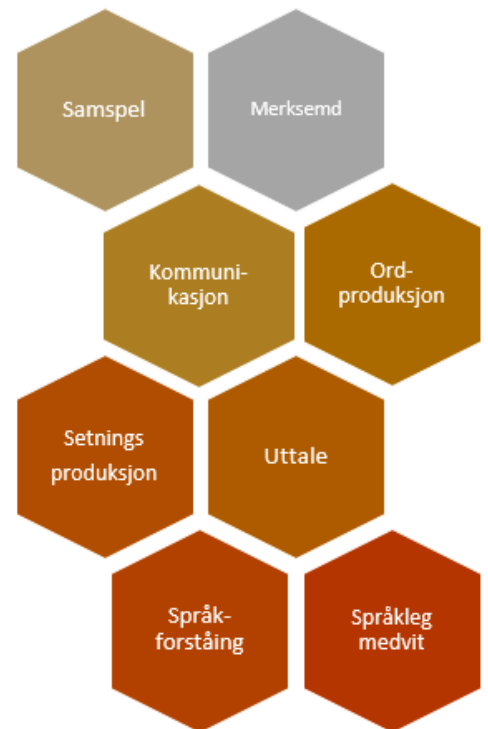 Samspel
Merksemd
Kommuni-
kasjon
Ord-
produksjon
Setnings
produksjon
Uttale
Språk-
forståing
Språkleg
medvit